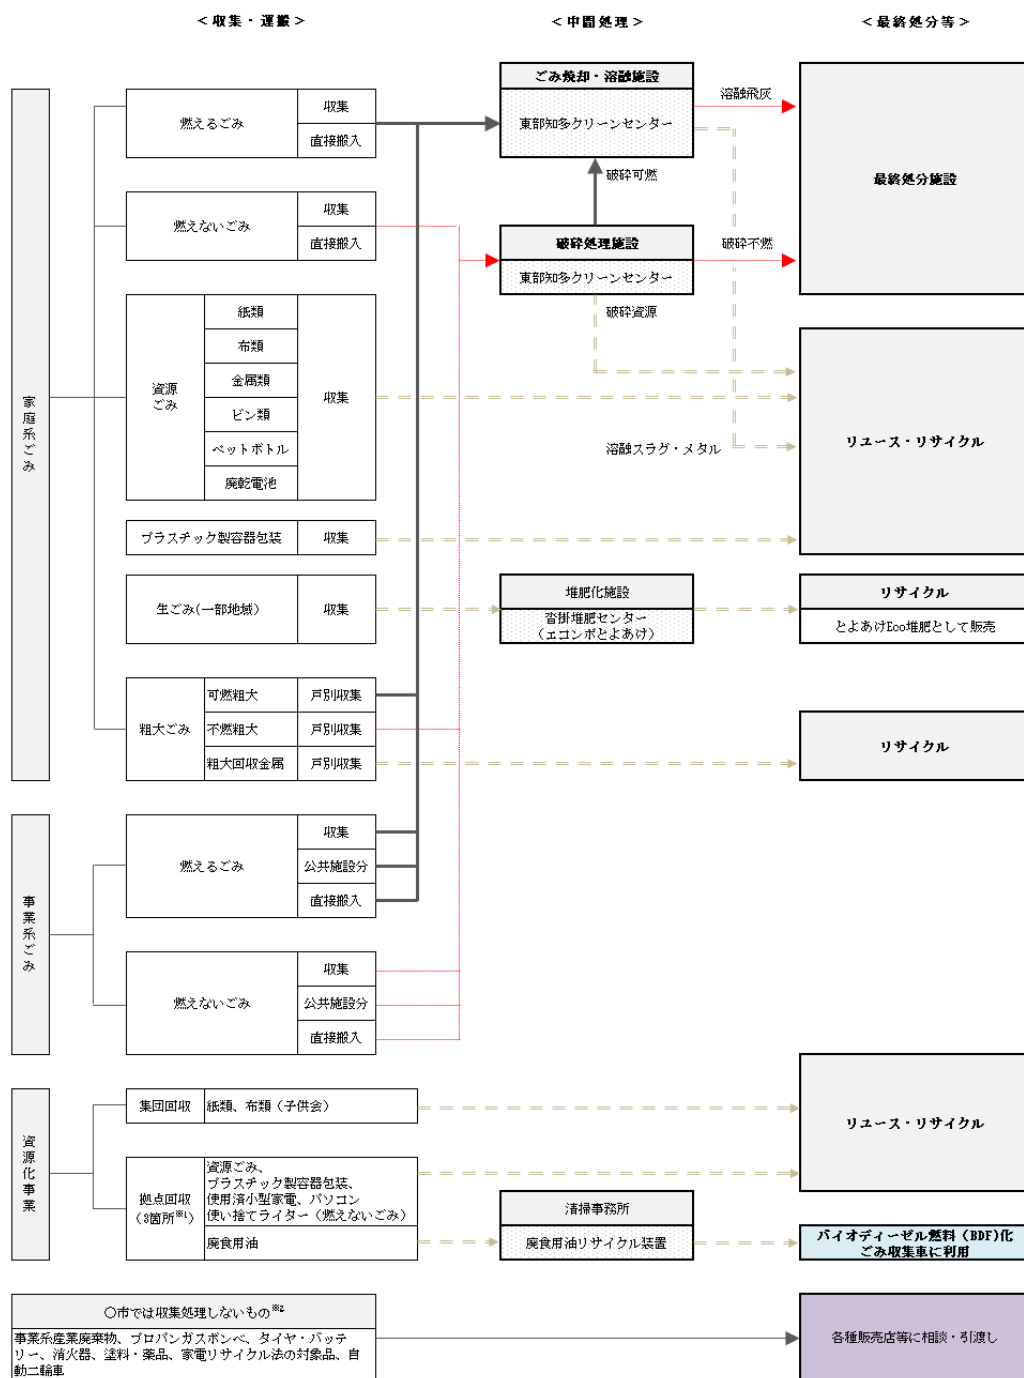 ＜収集・運搬＞
＜中間処理＞
＜最終処分等＞
家庭系ごみ
燃えるごみ
収集
直接搬入
ごみ焼却・溶融施設
東部知多クリーンセンター
溶融飛灰
最終処分施設
破砕可燃
燃えないごみ
収集
直接搬入
破砕処理施設
東部知多クリーンセンター
破砕不燃
破砕資源
資源
ごみ
紙類
布類
金属類
ビン類
ペットボトル
廃乾電池
収集
溶融スラグ・メタル
リユース・リサイクル
プラスチック製容器包装
収集
生ごみ(一部地域)
収集
堆肥化施設
沓掛堆肥センター
（エコンポとよあけ）
リサイクル
とよあけEco堆肥として販売
粗大ごみ
可燃粗大
戸別収集
不燃粗大
戸別収集
粗大回収金属
戸別収集
リサイクル
事業系ごみ
燃えるごみ
収集
公共施設分
直接搬入
燃えないごみ
収集
公共施設分
直接搬入
資源化事業
集団回収
紙類、布類（子供会）
リユース・リサイクル
拠点回収
（3箇所※1）
資源ごみ、
プラスチック製容器包装、
使用済小型家電、パソコン
使い捨てライター（燃えないごみ）
廃食用油
清掃事務所
廃食用油リサイクル装置
バイオディーゼル燃料（BDF)化
ごみ収集車に利用
〇市では収集処理しないもの※2
事業系産業廃棄物、プロパンガスボンベ、タイヤ・バッテ
リー、消火器、塗料・薬品、家電リサイクル法の対象品、自
動二輪車
各種販売店等に相談・引渡し